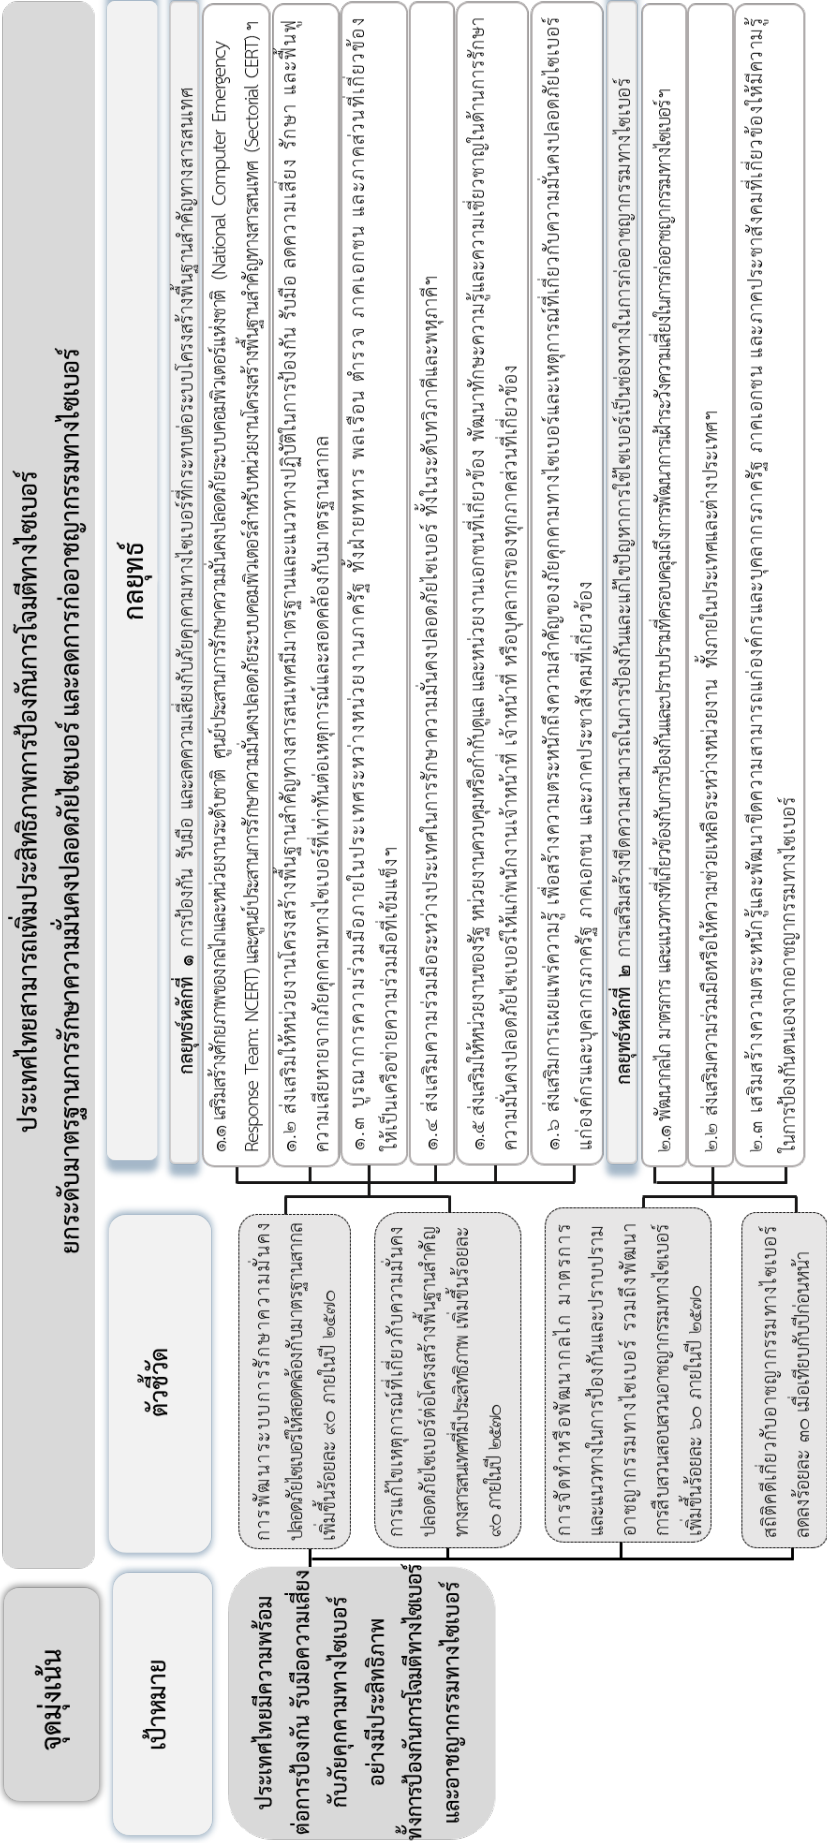 จุดมุ่งเน้น
ประเทศไทยสามารถเพิ่มประสิทธิภาพการป้องกันการโจมตีทางไซเบอร์
ยกระดับมาตรฐานการรักษาความมั่นคงปลอดภัยไซเบอร์ และลดการก่ออาชญากรรมทางไซเบอร์
เป้าหมาย
ตัวชี้วัด
กลยุทธ์
ประเทศไทยมีความพร้อม
ต่อการป้องกัน รับมือความเสี่ยง
กับภัยคุกคามทางไซเบอร์
อย่างมีประสิทธิภาพ
ทั้งการป้องกันการโจมตีทางไซเบอร์
และอาชญากรรมทางไซเบอร์
การพัฒนาระบบการรักษาความมั่นคง
ปลอดภัยไซเบอร์ให้สอดคล้องกับมาตรฐานสากล
เพิ่มขึ้นร้อยละ ๙๐ ภายในปี ๒๕๗๐
การแก้ไขเหตุการณ์ที่เกี่ยวกับความมั่นคง
ปลอดภัยไซเบอร์ต่อโครงสร้างพื้นฐานสำคัญ
ทางสารสนเทศที่มีประสิทธิภาพ เพิ่มขึ้นร้อยละ
๙๐ ภายในปี ๒๕๗๐
การจัดทำหรือพัฒนากลไก มาตรการ
และแนวทางในการป้องกันและปราบปราม
อาชญากรรมทางไซเบอร์ รวมถึงพัฒนา
การสืบสวนสอบสวนอาชญากรรมทางไซเบอร์
เพิ่มขึ้นร้อยละ ๖๐ ภายในปี ๒๕๗๐
สถิติคดีเกี่ยวกับอาชญากรรมทางไซเบอร์
ลดลงร้อยละ ๓๐ เมื่อเทียบกับปีก่อนหน้า
กลยุทธ์หลักที่ ๑ การป้องกัน รับมือ และลดความเสี่ยงกับภัยคุกคามทางไซเบอร์ที่กระทบต่อระบบโครงสร้างพื้นฐานสำคัญทางสารสนเทศ
๑.๑ เสริมสร้างศักยภาพของกลไกและหน่วยงานระดับชาติ ศูนย์ประสานการรักษาความมั่นคงปลอดภัยระบบคอมพิวเตอร์แห่งชาติ (National Computer Emergency
Response Team: NCERT) และศูนย์ประสานการรักษาความมั่นคงปลอดภัยระบบคอมพิวเตอร์สำหรับหน่วยงานโครงสร้างพื้นฐานสำคัญทางสารสนเทศ (Sectorial CERT) ฯ
๑.๒ ส่งเสริมให้หน่วยงานโครงสร้างพื้นฐานสำคัญทางสารสนเทศมีมาตรฐานและแนวทางปฏิบัติในการป้องกัน รับมือ ลดความเสี่ยง รักษา และฟื้นฟู
ความเสียหายจากภัยคุกคามทางไซเบอร์ที่เท่าทันต่อเหตุการณ์และสอดคล้องกับมาตรฐานสากล
๑.๓ บูรณาการความร่วมมือภายในประเทศระหว่างหน่วยงานภาครัฐ ทั้งฝ่ายทหาร พลเรือน ตำรวจ ภาคเอกชน และภาคส่วนที่เกี่ยวข้อง
ให้เป็นเครือข่ายความร่วมมือที่เข้มแข็งฯ
๑.๔ ส่งเสริมความร่วมมือระหว่างประเทศในการรักษาความมั่นคงปลอดภัยไซเบอร์ ทั้งในระดับทวิภาคีและพหุภาคีฯ
๑.๕ ส่งเสริมให้หน่วยงานของรัฐ หน่วยงานควบคุมหรือกำกับดูแล และหน่วยงานเอกชนที่เกี่ยวข้อง พัฒนาทักษะความรู้และความเชี่ยวชาญในด้านการรักษา
ความมั่นคงปลอดภัยไซเบอร์ให้แก่พนักงานเจ้าหน้าที่ เจ้าหน้าที่ หรือบุคลากรของทุกภาคส่วนที่เกี่ยวข้อง
๑.๖ ส่งเสริมการเผยแพร่ความรู้ เพื่อสร้างความตระหนักถึงความสำคัญของภัยคุกคามทางไซเบอร์และเหตุการณ์ที่เกี่ยวกับความมั่นคงปลอดภัยไซเบอร์
แก่องค์กรและบุคลากรภาครัฐ ภาคเอกชน และภาคประชาสังคมที่เกี่ยวข้อง
กลยุทธ์หลักที่ ๒ การเสริมสร้างขีดความสามารถในการป้องกันและแก้ไขปัญหาการใช้ไซเบอร์เป็นช่องทางในการก่ออาชญากรรมทางไซเบอร์
๒.๑ พัฒนากลไก มาตรการ และแนวทางที่เกี่ยวข้องกับการป้องกันและปราบปรามที่ครอบคลุมถึงการพัฒนาการเฝ้าระวังความเสี่ยงในการก่ออาชญากรรมทางไซเบอร์ฯ
๒.๒ ส่งเสริมความร่วมมือหรือให้ความช่วยเหลือระหว่างหน่วยงาน ทั้งภายในประเทศและต่างประเทศฯ
๒.๓ เสริมสร้างความตระหนักรู้และพัฒนาขีดความสามารถแก่องค์กรและบุคลากรภาครัฐ ภาคเอกชน และภาคประชาสังคมที่เกี่ยวข้องให้มีความรู้
ในการป้องกันตนเองจากอาชญากรรมทางไซเบอร์